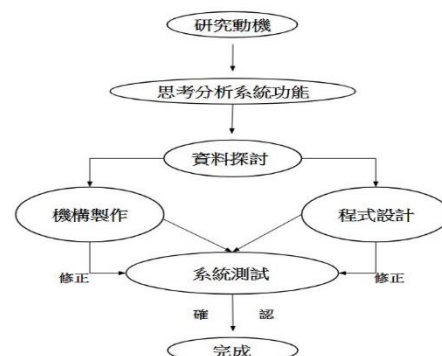 研究動機
思考分析系統功能
資料探討
機構製作
程式設計
系統測試
修正
修正
確 認
完成